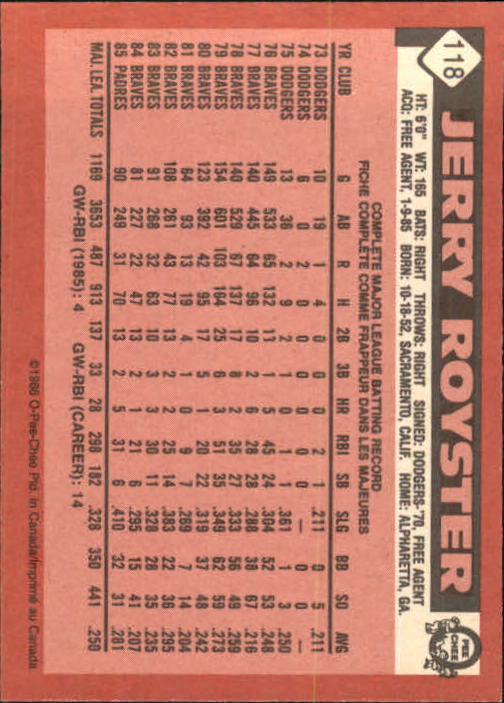 118
JERRY ROYSTER
O PEE CHEE
HT: 6'0" WT: 165 BATS: RIGHT THROWS: RIGHT SIGNED: DODGERS-'70, FREE AGENT
ACQ: FREE AGENT, 1-9-85 BORN: 10-18-52, SACRAMENTO, CALIF. HOME: ALPHARETTA, GA.
COMPLETE MAJOR LEAGUE BATTING RECORD
FICHE COMPLETE COMME FRAPPEUR DANS LES MAJEURES
YR CLUB G AB R H 2B 3B HR RBI SB SLG BB SO AVG
73 DODGERS 10 19 1 4 0 0 0 2 1 .211 0 5 .211
74 DODGERS 6 0 2 0 0 0 0 0 0 — 0 0 —
75 DODGERS 13 36 2 9 2 1 0 1 1 .361 1 3 .250
76 BRAVES 149 533 65 132 13 1 5 45 24 .304 52 53 .248
77 BRAVES 140 445 64 96 10 2 6 28 28 .288 38 67 .216
78 BRAVES 140 529 67 137 17 8 2 35 27 .333 56 49 .259
79 BRAVES 154 601 103 164 25 6 3 51 35 .349 62 59 .273
80 BRAVES 123 392 42 95 17 5 1 20 22 .319 37 48 .242
81 BRAVES 64 93 13 19 4 1 0 9 7 .269 7 14 .204
82 BRAVES 108 261 43 77 13 2 2 25 14 .383 22 36 .295
83 BRAVES 91 268 32 63 10 3 3 30 11 .328 28 35 .235
84 BRAVES 81 227 22 47 13 2 1 21 6 .295 15 41 .207
85 PADRES 90 249 31 70 13 2 5 31 6 .410 32 31 .281
MAJ. LEA. TOTALS 1169 3653 487 913 137 33 28 298 182 .328 350 441 .250
GW-RBI (1985): 4 GW-RBI (CAREER): 14
©1986 O-Pee-Chee Ptd. in Canada/Imprimé au Canada